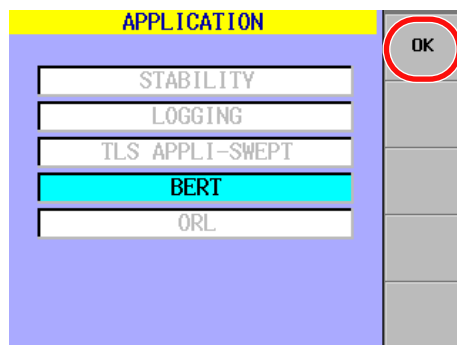 APPLICATION
OK
STABILITY
LOGGING
TLS APPLI-SWEPT
BERT
ORL